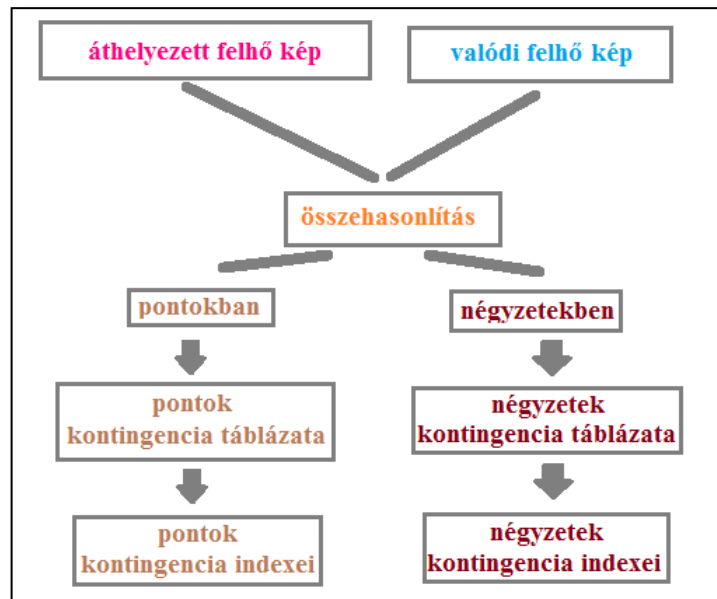 áthelyezett felhő kép
valódi felhő kép
összehasonlítás
pontokban
négyzetekben
pontok
kontingencia táblázata
négyzetek
kontingencia táblázata
pontok
kontingencia indexei
négyzetek
kontingencia indexei